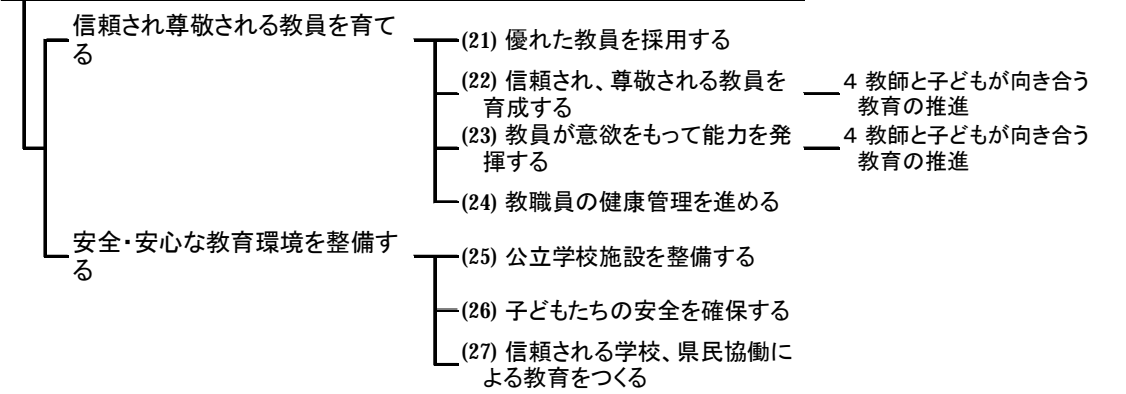 信頼され尊敬される教員を育て
る
(21) 優れた教員を採用する
(22) 信頼され、尊敬される教員を
育成する
4 教師と子どもが向き合う
教育の推進
(23) 教員が意欲をもって能力を発
揮する
4 教師と子どもが向き合う
教育の推進
(24) 教職員の健康管理を進める
安全・安心な教育環境を整備す
る
(25) 公立学校施設を整備する
(26) 子どもたちの安全を確保する
(27) 信頼される学校、県民協働に
よる教育をつくる